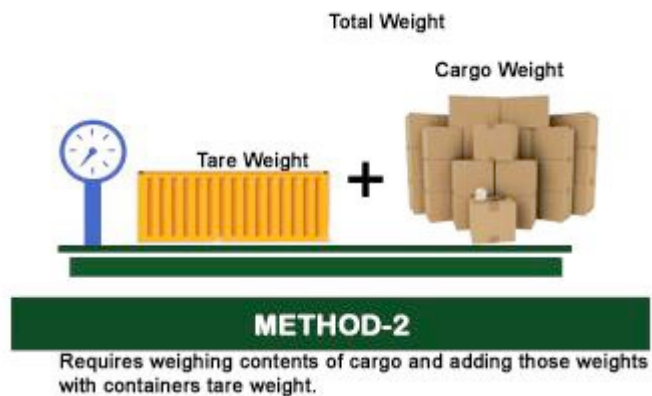 Total Weight
Cargo Weight
Tare Weight
+
METHOD-2
Requires weighing contents of cargo and adding those weights
with containers tare weight.